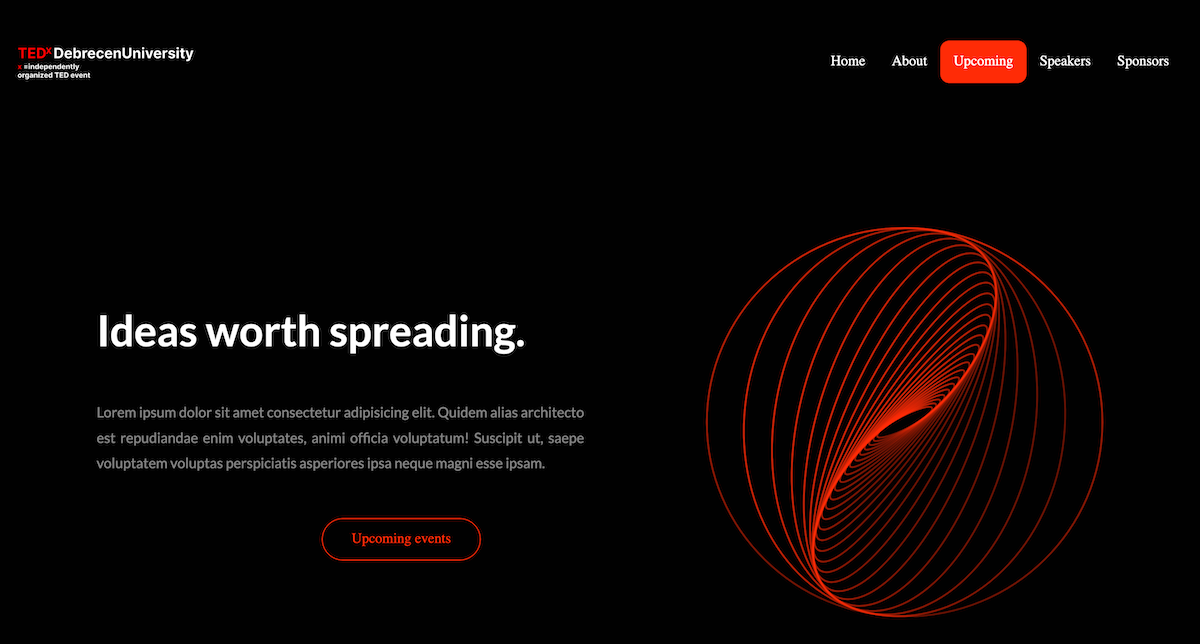 TEDx DebrecenUniversity
x =independently
organized TED event
Home About Upcoming Speakers Sponsors
Ideas worth spreading.
Lorem ipsum dolor sit amet consectetur adipisicing elit. Quidem alias architecto
est repudiandae enim voluptates, animi officia voluptatum! Suscipit ut, saepe
voluptatem voluptas perspiciatis asperiores ipsa neque magni esse ipsam.
Upcoming events